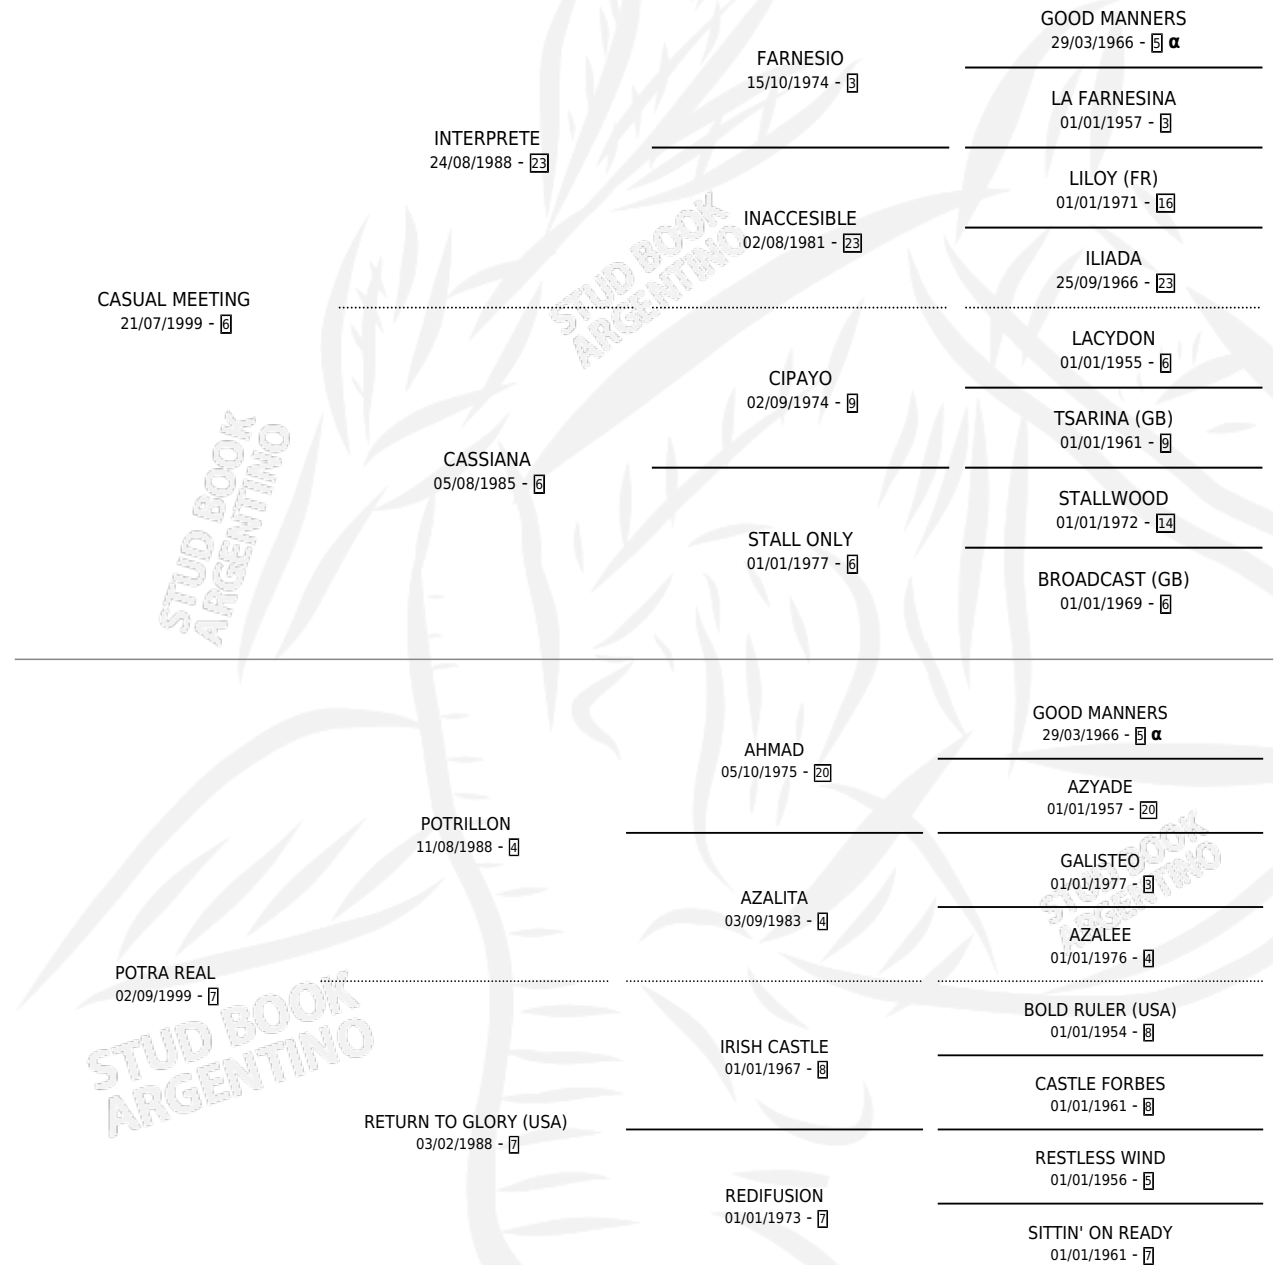 GOOD MANNERS
29/03/1966 - 5 α
FARNESIO
15/10/1974 - 3
LA FARNESINA
01/01/1957 - 3
INTERPRETE
24/08/1988 - 23
LILOY (FR)
01/01/1971 - 16
INACCESIBLE
02/08/1981 - 23
ILIADA
25/09/1966 - 23
CASUAL MEETING
21/07/1999 - 6
LACYDON
01/01/1955 - 6
CIPAYO
02/09/1974 - 9
TSARINA (GB)
01/01/1961 - 9
CASSIANA
05/08/1985 - 6
STALLWOOD
01/01/1972 - 14
STALL ONLY
01/01/1977 - 6
BROADCAST (GB)
01/01/1969 - 6
GOOD MANNERS
29/03/1966 - 5 α
AHMAD
05/10/1975 - 20
AZYADE
01/01/1957 - 20
POTRILLON
11/08/1988 - 4
GALISTEO
01/01/1977 - 3
AZALITA
03/09/1983 - 4
AZALEE
01/01/1976 - 4
POTRA REAL
02/09/1999 - 7
BOLD RULER (USA)
01/01/1954 - 8
IRISH CASTLE
01/01/1967 - 8
CASTLE FORBES
01/01/1961 - 8
RETURN TO GLORY (USA)
03/02/1988 - 7
RESTLESS WIND
01/01/1956 - 5
REDIFUSION
01/01/1973 - 7
SITTIN' ON READY
01/01/1961 - 7
STUD BOOK
ARGENTINO
STUD BOOK
ARGENTINO
STUD BOOK
ARGENTINO
STUD BOOK
ARGENTINO